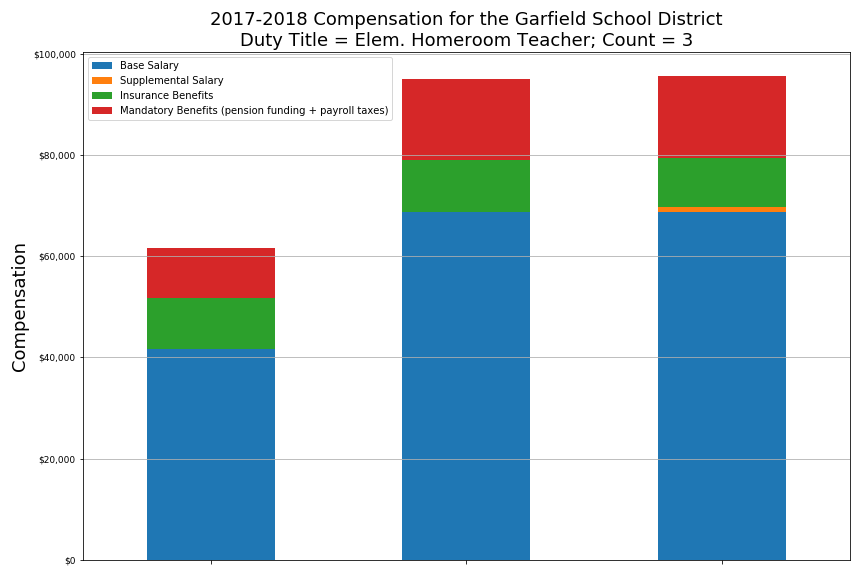 2017-2018 Compensation for the Garfield School District
Duty Title = Elem. Homeroom Teacher; Count = 3
$100,000
Base Salary
Supplemental Salary
Insurance Benefits
Mandatory Benefits (pension funding + payroll taxes)
$80,000
$60,000
Compensation
$40,000
$20,000
$0